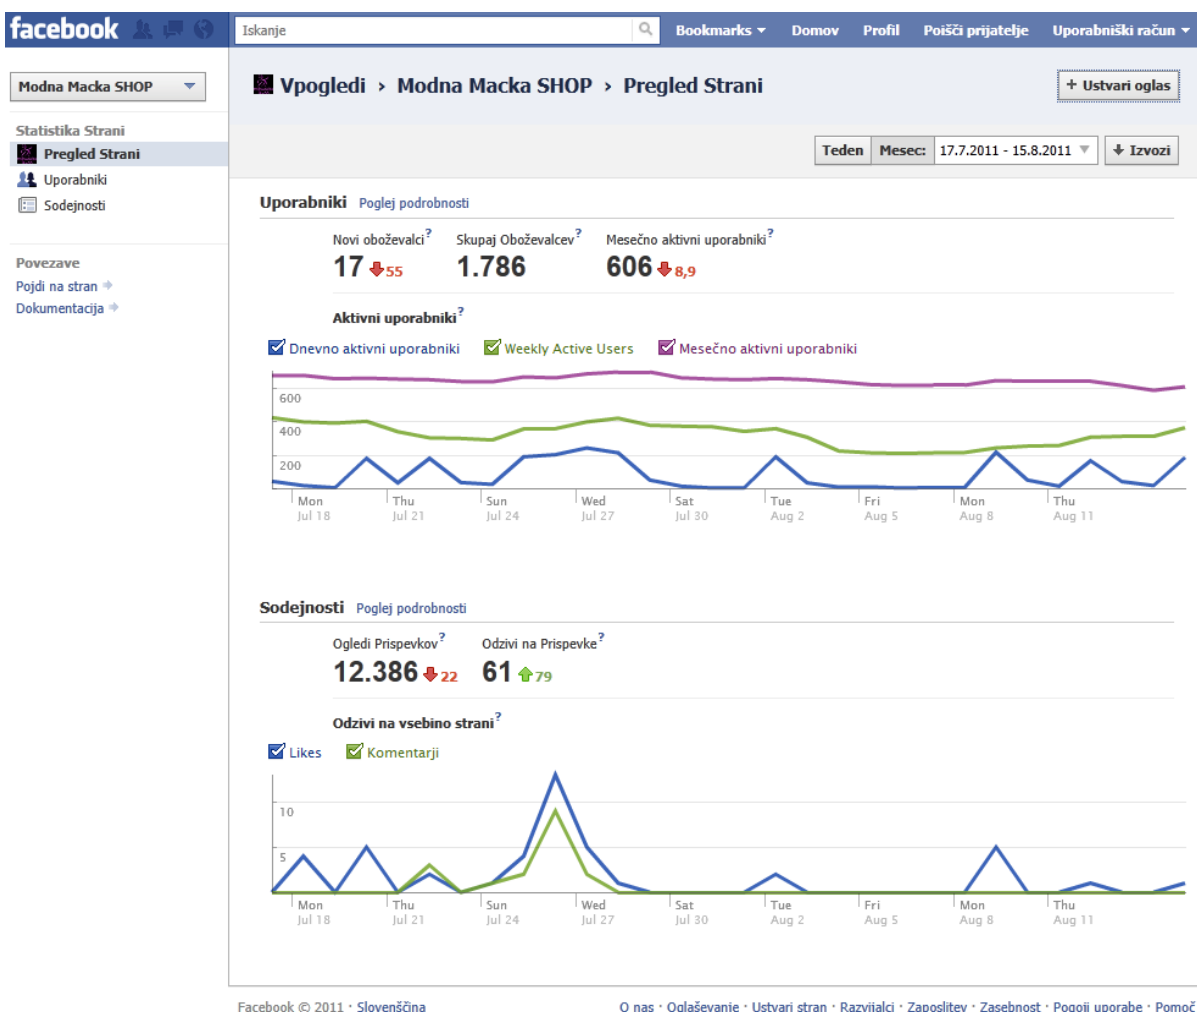 facebook Iskanje Bookmarks Domov Profil Poišči prijatelje Uporabniški račun
Modna Macka SHOP
Statistika Strani
Pregled Strani
Uporabniki
Sodejnosti
Povezave
Pojdi na stran
Dokumentacija
Vpogledi › Modna Macka SHOP › Pregled Strani
+ Ustvari oglas
Teden Mesec: 17.7.2011 - 15.8.2011 Izvozi
Uporabniki Poglej podrobnosti
Novi oboževalci? Skupaj Oboževalcev? Mesečno aktivni uporabniki?
17 55 1.786 606 8,9
Aktivni uporabniki?
Dnevno aktivni uporabniki Weekly Active Users Mesečno aktivni uporabniki
600
400
200
Mon Thu Sun Wed Sat Tue Fri Mon Thu
Jul 18 Jul 21 Jul 24 Jul 27 Jul 30 Aug 2 Aug 5 Aug 8 Aug 11
Sodejnosti Poglej podrobnosti
Ogledi Prispevkov? Odzivi na Prispevke?
12.386 22 61 79
Odzivi na vsebino strani?
Likes Komentarji
10
5
Mon Thu Sun Wed Sat Tue Fri Mon Thu
Jul 18 Jul 21 Jul 24 Jul 27 Jul 30 Aug 2 Aug 5 Aug 8 Aug 11
Facebook © 2011 · Slovenščina O nas · Oglaševanje · Ustvari stran · Razvijalci · Zaposlitev · Zasebnost · Pogoji uporabe · Pomoč